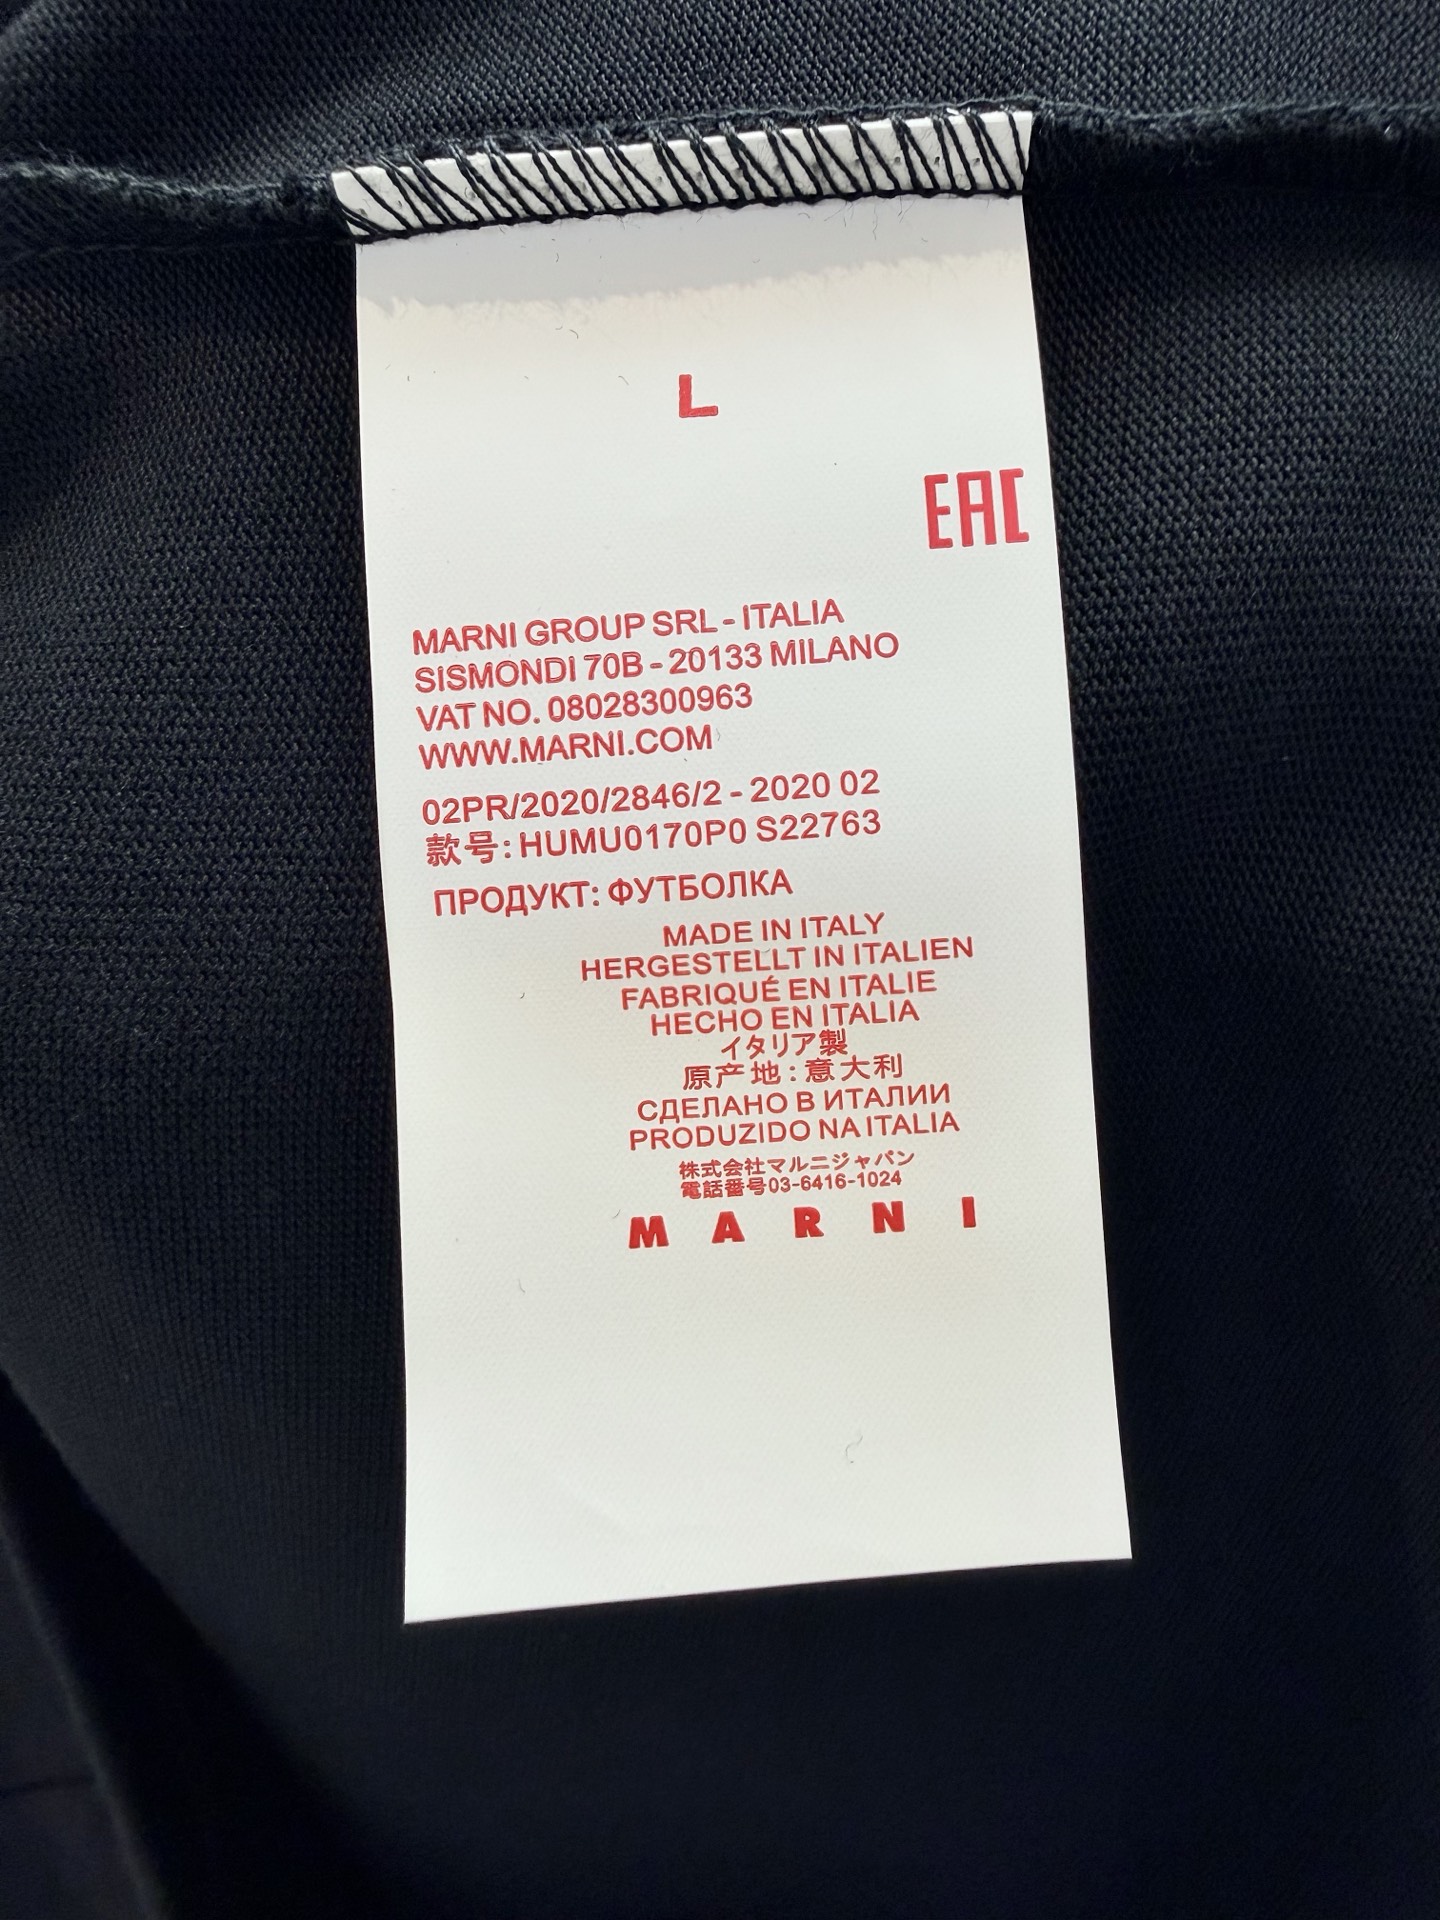 L
EAC
MARNI GROUP SRL - ITALIA
SISMONDI 70B - 20133 MILANO
VAT NO. 08028300963
WWW.MARNI.COM
02PR/2020/2846/2 - 2020 02
款号: HUMU0170P0 S22763
ПРОДУКТ: ФУТБОЛКА
MADE IN ITALY
HERGESTELLT IN ITALIEN
FABRIQUÉ EN ITALIE
HECHO EN ITALIA
イタリア製
原产地: 意大利
СДЕЛАНО В ИТАЛИИ
PRODUZIDO NA ITALIA
株式会社マルニジャパン
電話番号03-6416-1024
MARNI